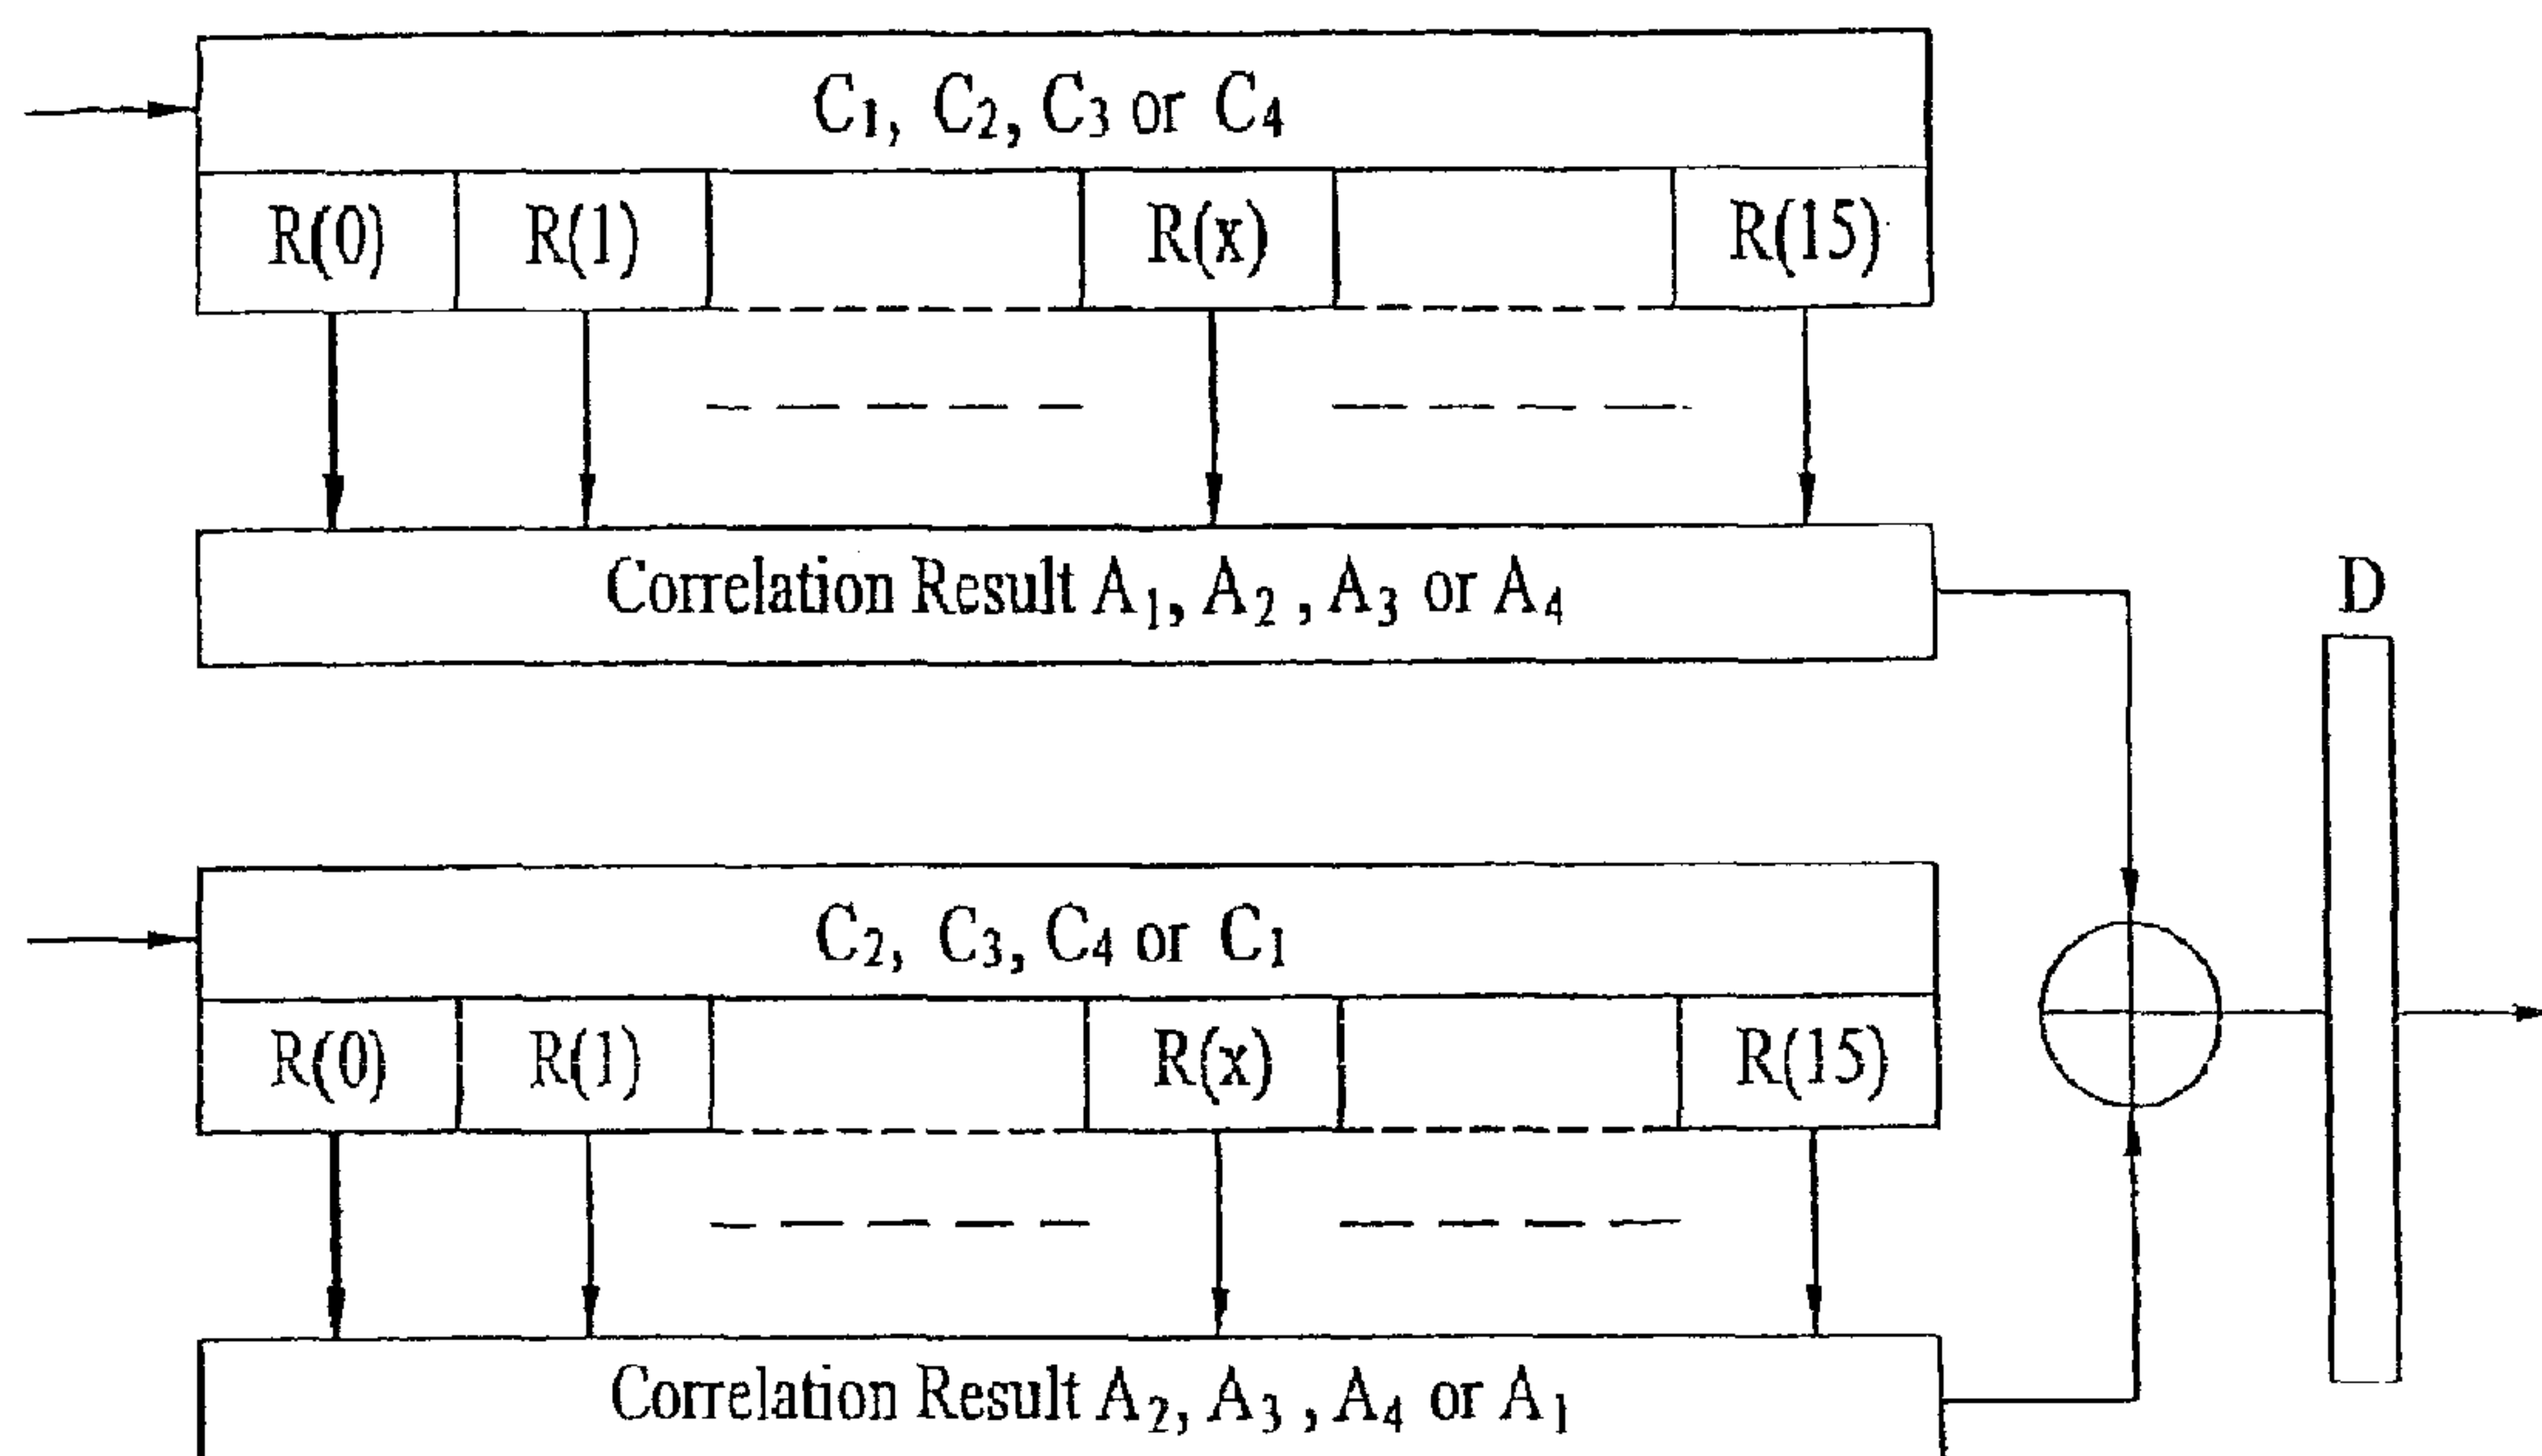 C₁, C₂, C₃ or C₄
R(0) R(1) R(x) R(15)
Correlation Result A₁, A₂ , A₃ or A₄
D
C₂, C₃, C₄ or C₁
R(0) R(1) R(x) R(15)
Correlation Result A₂, A₃ , A₄ or A₁